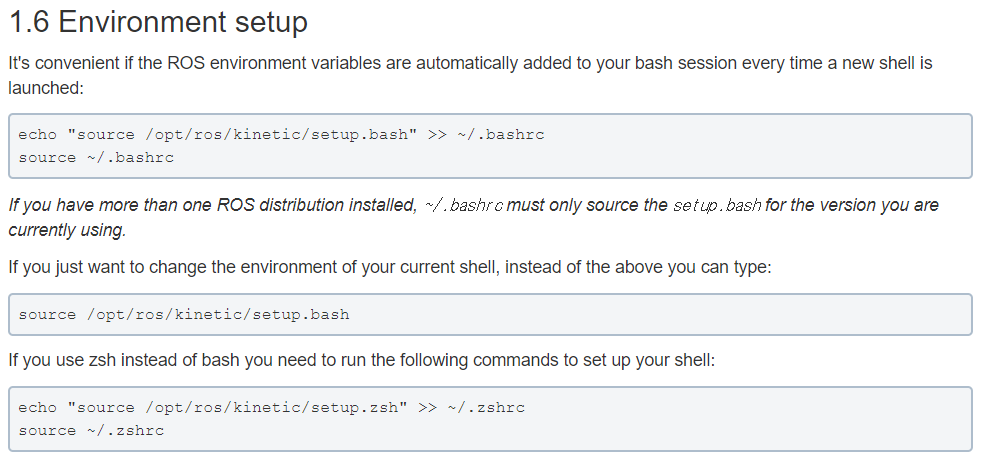 1.6 Environment setup
It's convenient if the ROS environment variables are automatically added to your bash session every time a new shell is
launched:
echo "source /opt/ros/kinetic/setup.bash" >> ~/.bashrc
source ~/.bashrc
If you have more than one ROS distribution installed, ~/.bashrc must only source the setup.bash for the version you are
currently using.
If you just want to change the environment of your current shell, instead of the above you can type:
source /opt/ros/kinetic/setup.bash
If you use zsh instead of bash you need to run the following commands to set up your shell:
echo "source /opt/ros/kinetic/setup.zsh" >> ~/.zshrc
source ~/.zshrc